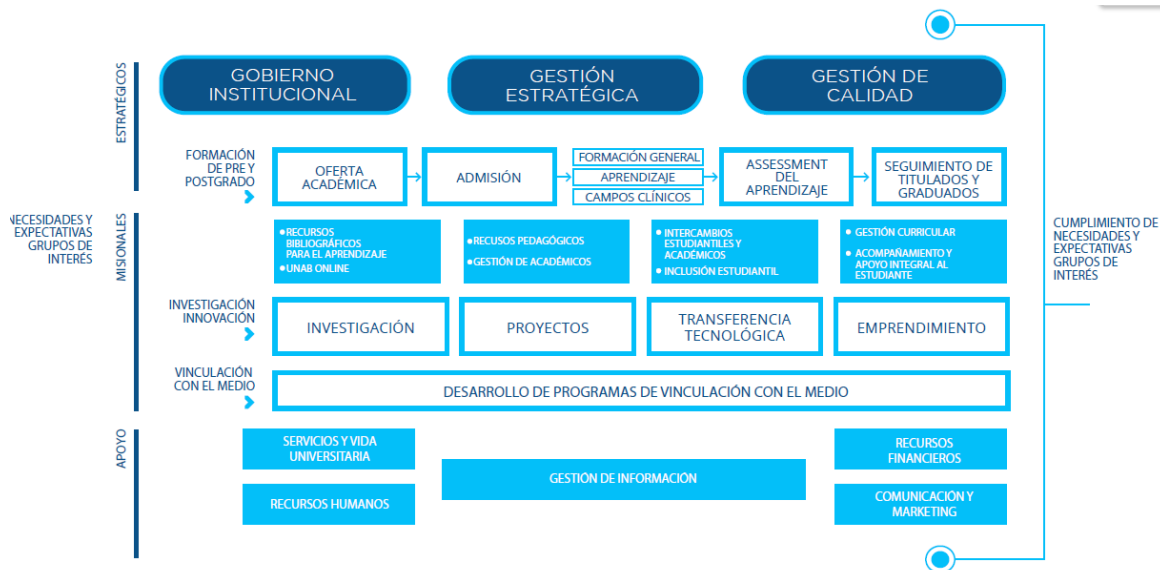 ESTRATÉGICOS
GOBIERNO
INSTITUCIONAL
GESTIÓN
ESTRATÉGICA
GESTIÓN DE
CALIDAD
FORMACIÓN
DE PRE Y
POSTGRADO
OFERTA
ACADÉMICA
ADMISIÓN
FORMACIÓN GENERAL
APRENDIZAJE
CAMPOS CLÍNICOS
ASSESSMENT
DEL
APRENDIZAJE
SEGUIMIENTO DE
TITULADOS Y
GRADUADOS
NECESIDADES Y
EXPECTATIVAS
GRUPOS DE
INTERÉS
MISIONALES
RECURSOS
BIBLIOGRÁFICOS
PARA EL APRENDIZAJE
UNAB ONLINE
RECUSOS PEDAGÓGICOS
GESTIÓN DE ACADÉMICOS
INTERCAMBIOS
ESTUDIANTILES Y
ACADÉMICOS
INCLUSIÓN ESTUDIANTIL
GESTIÓN CURRICULAR
ACOMPAÑAMIENTO Y
APOYO INTEGRAL AL
ESTUDIANTE
CUMPLIMIENTO DE
NECESIDADES Y
EXPECTATIVAS
GRUPOS DE
INTERÉS
INVESTIGACIÓN
INNOVACIÓN
INVESTIGACIÓN
PROYECTOS
TRANSFERENCIA
TECNOLÓGICA
EMPRENDIMIENTO
VINCULACIÓN
CON EL MEDIO
DESARROLLO DE PROGRAMAS DE VINCULACIÓN CON EL MEDIO
APOYO
SERVICIOS Y VIDA
UNIVERSITARIA
RECURSOS HUMANOS
GESTIÓN DE INFORMACIÓN
RECURSOS
FINANCIEROS
COMUNICACIÓN Y
MARKETING